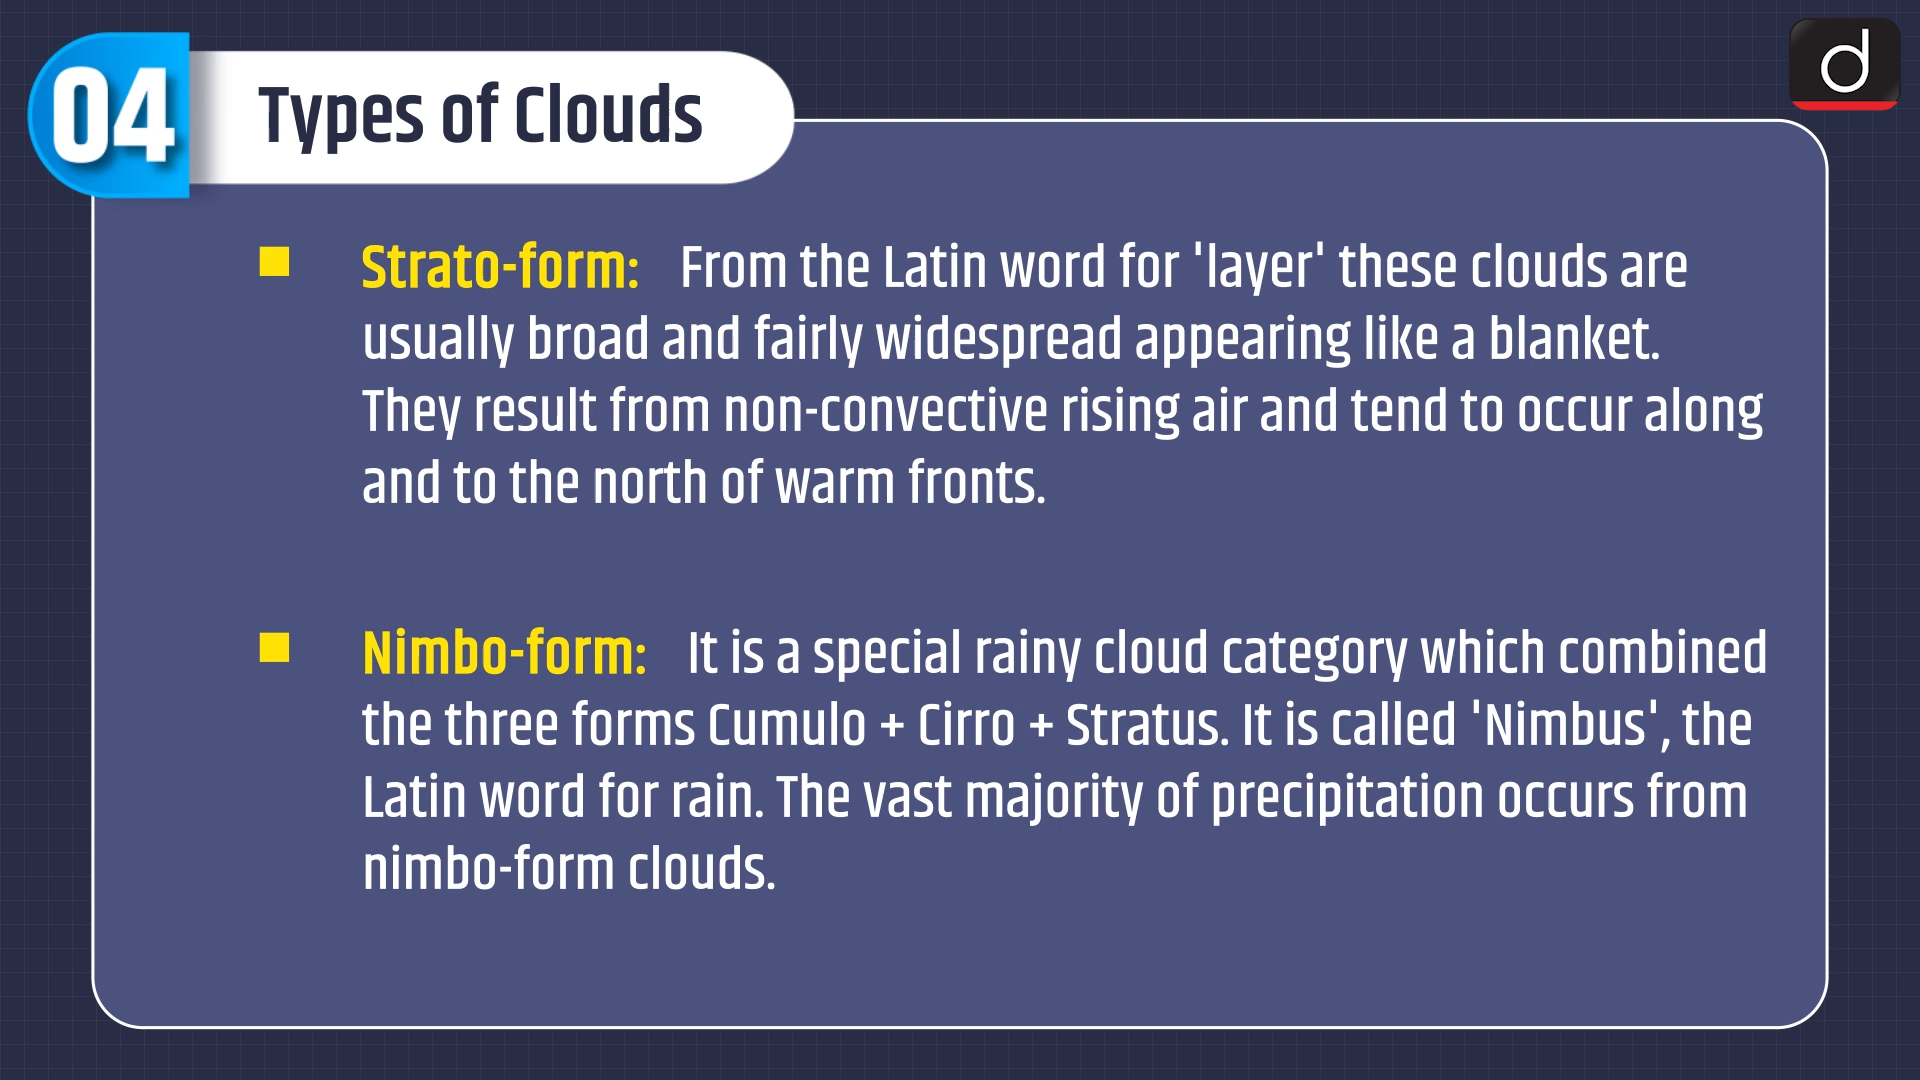 04
Types of Clouds
d
Strato-form: From the Latin word for 'layer' these clouds are
usually broad and fairly widespread appearing like a blanket.
They result from non-convective rising air and tend to occur along
and to the north of warm fronts.
Nimbo-form: It is a special rainy cloud category which combined
the three forms Cumulo + Cirro + Stratus. It is called 'Nimbus', the
Latin word for rain. The vast majority of precipitation occurs from
nimbo-form clouds.